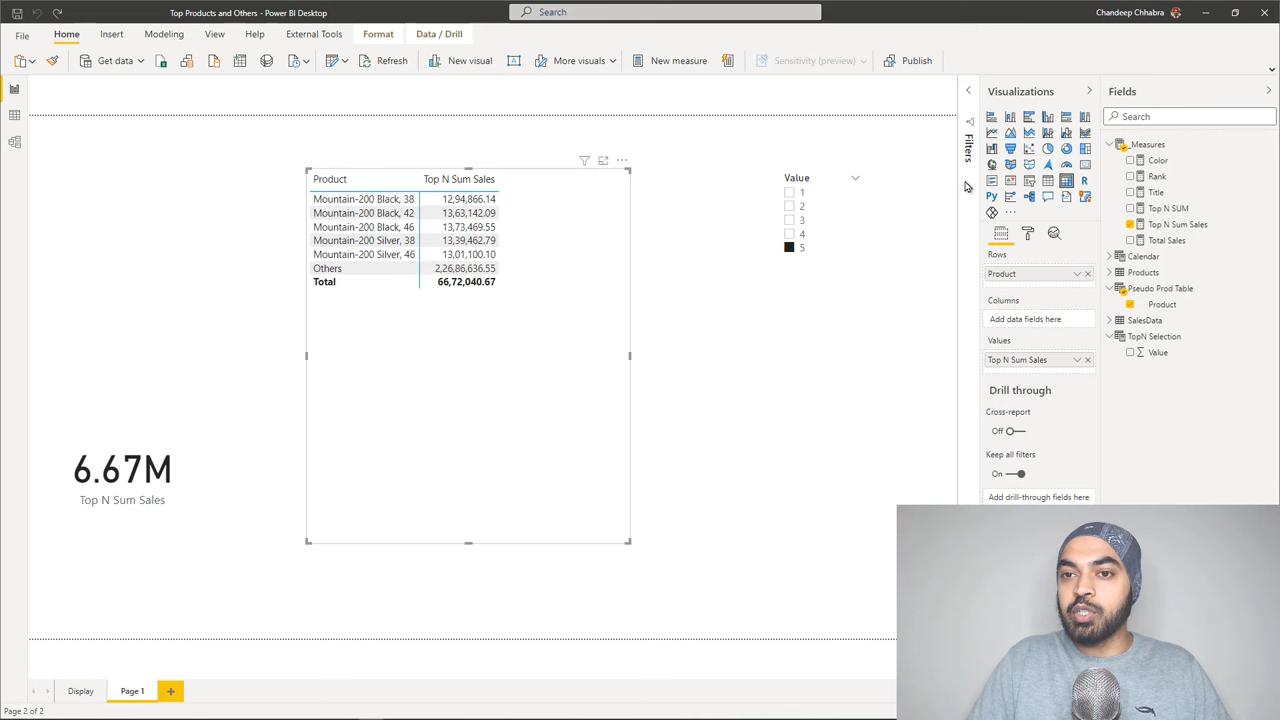 Top Products and Others - Power BI Desktop
Search
Chandeep Chhabra
File
Home
Insert
Modeling
View
Help
External Tools
Format
Data / Drill
Get data
Refresh
New visual
More visuals
New measure
Sensitivity (preview)
Publish
Product Top N Sum Sales
Mountain-200 Black, 38 12,94,866.14
Mountain-200 Black, 42 13,63,142.09
Mountain-200 Black, 46 13,73,469.55
Mountain-200 Silver, 38 13,39,462.79
Mountain-200 Silver, 46 13,01,100.10
Others 2,26,86,636.55
Total 66,72,040.67
Value
1
2
3
4
5
6.67M
Top N Sum Sales
Filters
Visualizations
Rows
Product
Columns
Add data fields here
Values
Top N Sum Sales
Drill through
Cross-report
Off
Keep all filters
On
Add drill-through fields here
Fields
Search
_Measures
Color
Rank
Title
Top N SUM
Top N Sum Sales
Total Sales
Calendar
Products
Pseudo Prod Table
Product
SalesData
TopN Selection
Value
Display
Page 1
Page 2 of 2